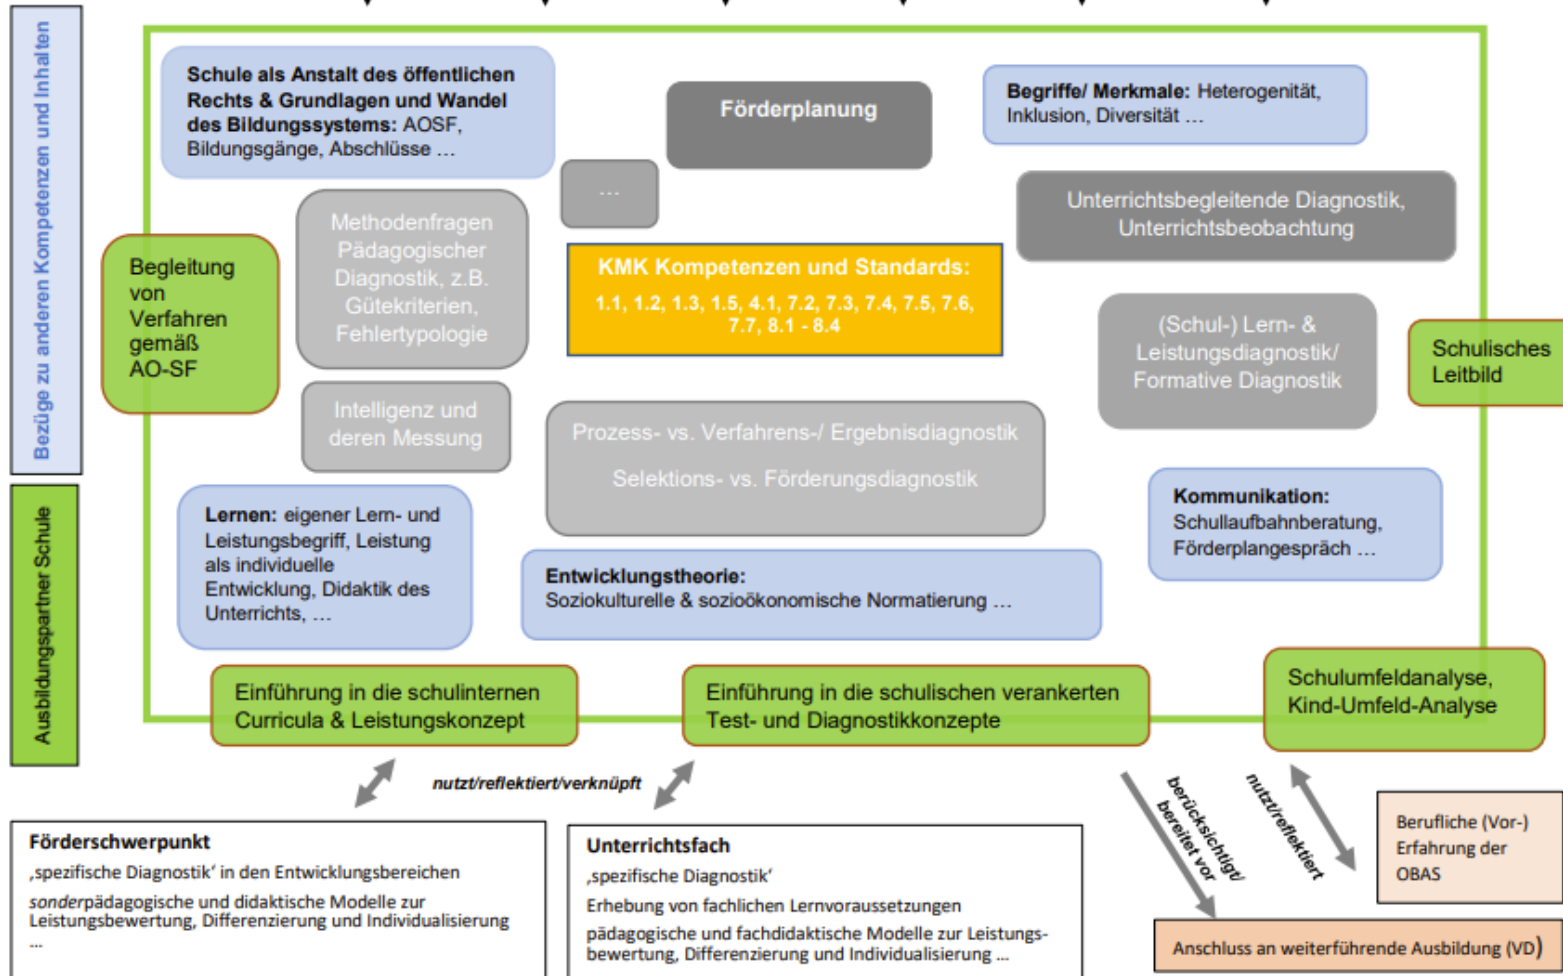 Bezüge zu anderen Kompetenzen und Inhalten
Ausbildungspartner Schule
Schule als Anstalt des öffentlichen
Rechts & Grundlagen und Wandel
des Bildungssystems: AOSF,
Bildungsgänge, Abschlüsse ...
Förderplanung
Begriffe/ Merkmale: Heterogenität,
Inklusion, Diversität ...
...
Methodenfragen
Pädagogischer
Diagnostik, z.B.
Gütekriterien,
Fehlertypologie
Unterrichtsbegleitende Diagnostik,
Unterrichtsbeobachtung
Begleitung
von
Verfahren
gemäß
AO-SF
KMK Kompetenzen und Standards:
1.1, 1.2, 1.3, 1.5, 4.1, 7.2, 7.3, 7.4, 7.5, 7.6,
7.7, 8.1 - 8.4
(Schul-) Lern- &
Leistungsdiagnostik/
Formative Diagnostik
Schulisches
Leitbild
Intelligenz und
deren Messung
Prozess- vs. Verfahrens-/ Ergebnisdiagnostik
Selektions- vs. Förderungsdiagnostik
Lernen: eigener Lern- und
Leistungsbegriff, Leistung
als individuelle
Entwicklung, Didaktik des
Unterrichts, ...
Kommunikation:
Schullaufbahnberatung,
Förderplangespräch ...
Entwicklungstheorie:
Soziokulturelle & sozioökonomische Normatierung ...
Einführung in die schulinternen
Curricula & Leistungskonzept
Einführung in die schulischen verankerten
Test- und Diagnostikkonzepte
Schulumfeldanalyse,
Kind-Umfeld-Analyse
nutzt/reflektiert/verknüpft
berücksichtigt/
bereitet vor
nutzt/reflektiert
Förderschwerpunkt
‚spezifische Diagnostik‘ in den Entwicklungsbereichen
sonderpädagogische und didaktische Modelle zur
Leistungsbewertung, Differenzierung und Individualisierung
...
Unterrichtsfach
‚spezifische Diagnostik‘
Erhebung von fachlichen Lernvoraussetzungen
pädagogische und fachdidaktische Modelle zur Leistungs-
bewertung, Differenzierung und Individualisierung ...
Berufliche (Vor-)
Erfahrung der
OBAS
Anschluss an weiterführende Ausbildung (VD)